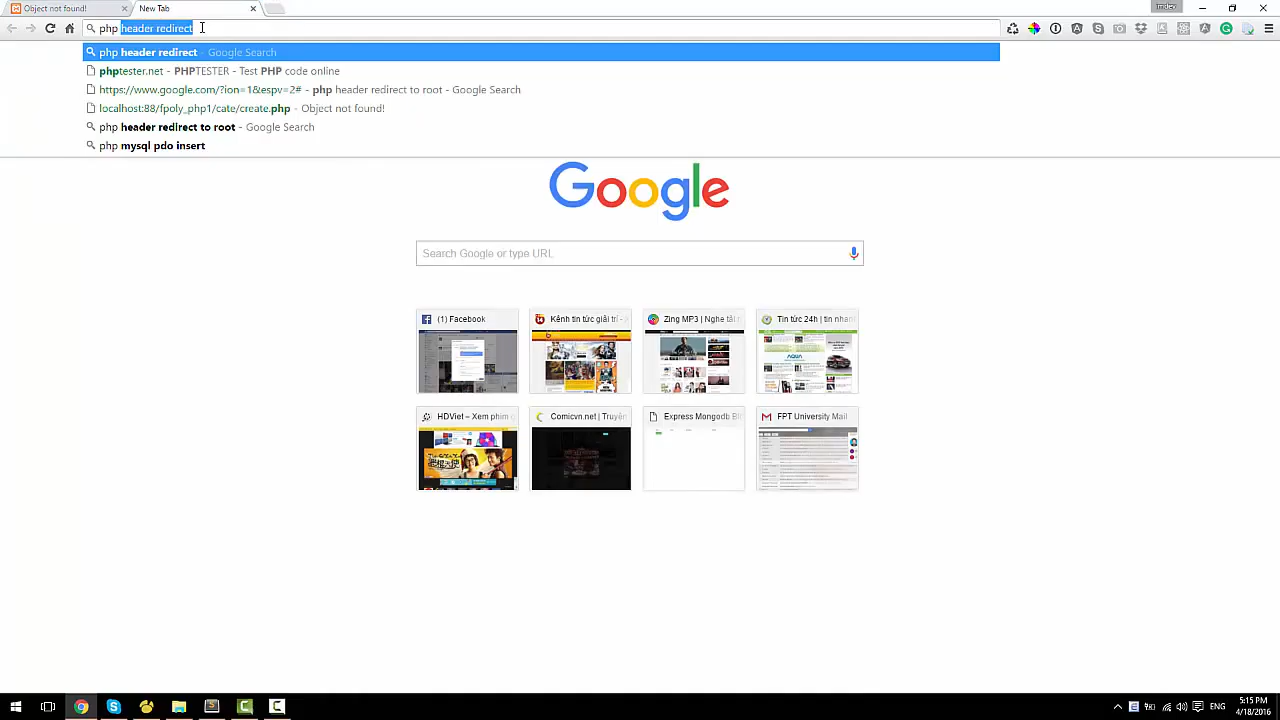 Object not found!
New Tab
imdev
php header redirect
php header redirect - Google Search
phptester.net - PHPTESTER - Test PHP code online
https://www.google.com/?ion=1&espv=2# - php header redirect to root - Google Search
localhost:88/fpoly_php1/cate/create.php - Object not found!
php header redirect to root - Google Search
php mysql pdo insert
Google
Search Google or type URL
(1) Facebook
Kênh tin tức giải trí -
Zing MP3 | Nghe tải
Tin tức 24h | tin nhan
HDViet – Xem phim
Comicvn.net | Truyện
Express Mongodb
FPT University Mail
ENG
5:15 PM
4/18/2016